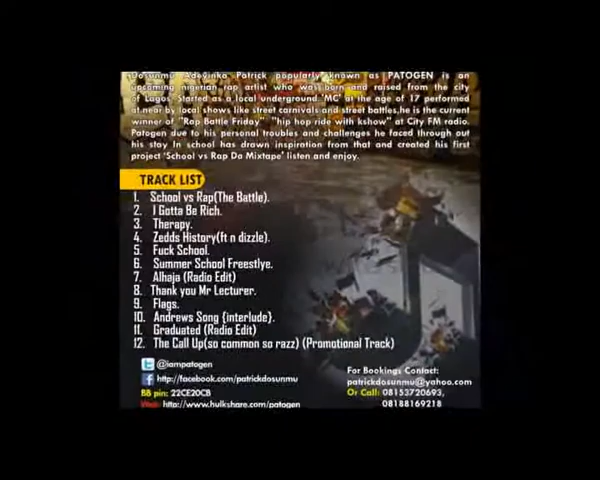 Dosunmu Adeyinka Patrick popularly known as PATOGEN is an
upcoming nigerian rap artist who was born and raised from the city
of Lagos. Started as a local underground 'MC' at the age of 17 performed
at near by local shows like street carnivals and street battles,he is the current
winner of "Rap Battle Friday" "hip hop ride with kshow" at City FM radio.
Patogen due to his personal troubles and challenges he faced through out
his stay in school has drawn inspiration from that and created his first
project 'School vs Rap Da Mixtape' listen and enjoy.
TRACK LIST
1. School vs Rap(The Battle).
2. I Gotta Be Rich.
3. Therapy.
4. Zedds History(ft n dizzle).
5. Fuck School.
6. Summer School Freestlye.
7. Alhaja (Radio Edit)
8. Thank you Mr Lecturer.
9. Flags.
10. Andrews Song {interlude}.
11. Graduated (Radio Edit)
12. The Call Up(so common so razz) (Promotional Track)
@iampatogen
http://facebook.com/patrickdosunmu
BB pin: 22CE20CB
http://www.hulkshare.com/patogen
For Bookings Contact:
patrickdosunmu@yahoo.com
Or Call: 08153720693,
08188169218